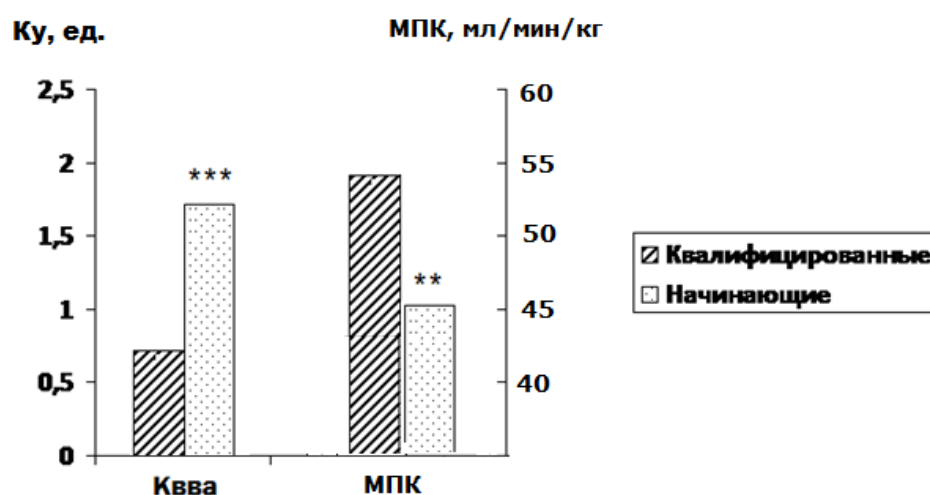 Ку, ед.
МПК, мл/мин/кг
2,5
2
1,5
1
0,5
0
***
**
60
55
50
45
40
Квва
МПК
Квалифицированные
Начинающие